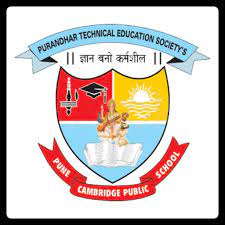 PURANDHAR TECHNICAL EDUCATION SOCIETY'S
|| ज्ञान बनो कर्मशील ||
PUNE
CAMBRIDGE PUBLIC
SCHOOL